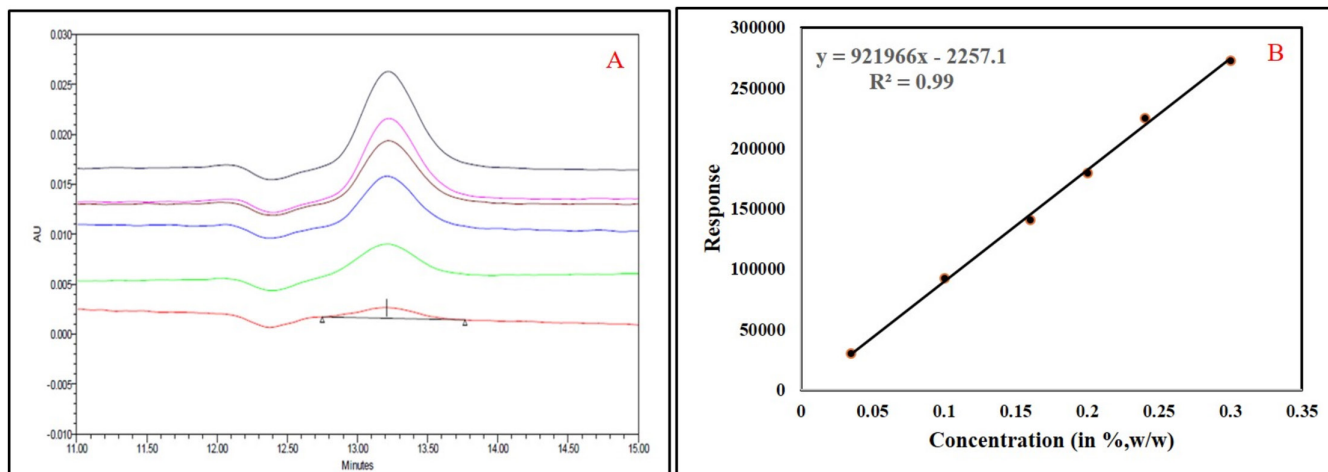 A
0.030
0.025
0.020
0.015
0.010
0.005
0.000
-0.005
-0.010
AU
11.00 11.50 12.00 12.50 13.00 13.50 14.00 14.50 15.00
Minutes
B
y = 921966x - 2257.1
R² = 0.99
300000
250000
200000
150000
100000
50000
0
Response
0 0.05 0.1 0.15 0.2 0.25 0.3 0.35
Concentration (in %,w/w)